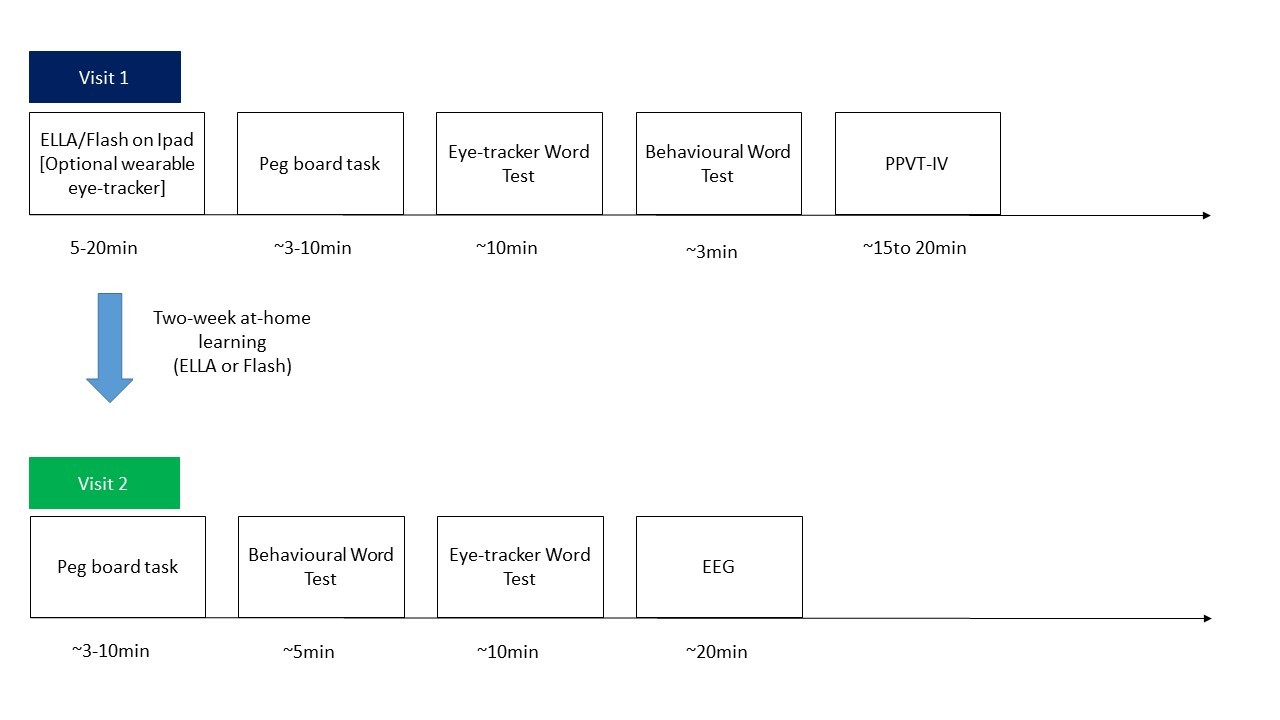 Visit 1
ELLA/Flash on Ipad
[Optional wearable
eye-tracker]
Peg board task
Eye-tracker Word
Test
Behavioural Word
Test
PPVT-IV
5-20min
~3-10min
~10min
~3min
~15to 20min
Two-week at-home
learning
(ELLA or Flash)
Visit 2
Peg board task
Behavioural Word
Test
Eye-tracker Word
Test
EEG
~3-10min
~5min
~10min
~20min